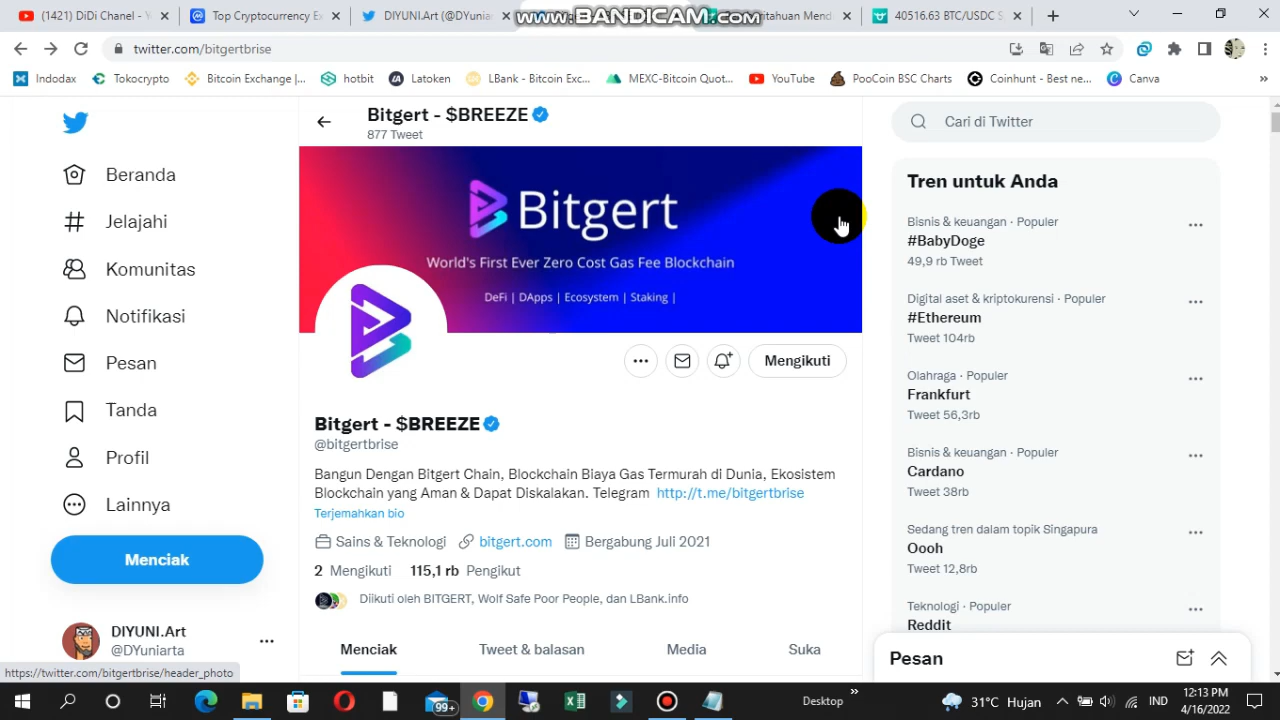 (1421) DiDi Channel - Y
Top Cryptocurrency E
DIYUNI.Art (@DYunia
www.BANDICAM.com
itahuan Mend
40516.63 BTC/USDC S
twitter.com/bitgertbrise
Indodax
Tokocrypto
Bitcoin Exchange |...
hotbit
Latoken
LBank - Bitcoin Exc...
MEXC-Bitcoin Quot...
YouTube
PooCoin BSC Charts
Coinhunt - Best ne...
Canva
»
Beranda
Jelajahi
Komunitas
Notifikasi
Pesan
Tanda
Profil
Lainnya
Menciak
DIYUNI.Art
@DYuniarta
https://twitter.com/bitgertbrise/header_photo
Bitgert - $BREEZE
877 Tweet
Bitgert
World's First Ever Zero Cost Gas Fee Blockchain
DeFi | DApps | Ecosystem | Staking |
Mengikuti
Bitgert - $BREEZE
@bitgertbrise
Bangun Dengan Bitgert Chain, Blockchain Biaya Gas Termurah di Dunia, Ekosistem
Blockchain yang Aman & Dapat Diskalakan. Telegram http://t.me/bitgertbrise
Terjemahkan bio
Sains & Teknologi bitgert.com Bergabung Juli 2021
2 Mengikuti 115,1 rb Pengikut
Diikuti oleh BITGERT, Wolf Safe Poor People, dan LBank.info
Menciak
Tweet & balasan
Media
Suka
Cari di Twitter
Tren untuk Anda
Bisnis & keuangan · Populer
#BabyDoge
49,9 rb Tweet
Digital aset & kriptokurensi · Populer
#Ethereum
Tweet 104rb
Olahraga · Populer
Frankfurt
Tweet 56,3rb
Bisnis & keuangan · Populer
Cardano
Tweet 38rb
Sedang tren dalam topik Singapura
Oooh
Tweet 12,8rb
Teknologi · Populer
Reddit
Pesan
99+
Desktop
»
31°C Hujan
IND
12:13 PM
4/16/2022